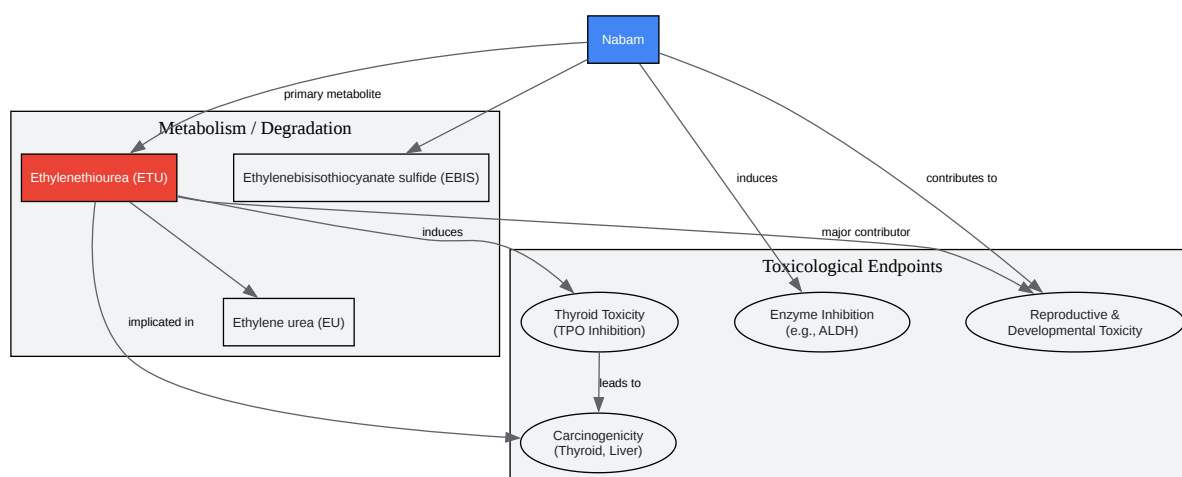 Nabam
primary metabolite
Metabolism / Degradation
Ethylenethiourea (ETU)
Ethylenebisisothiocyanate sulfide (EBIS)
induces
contributes to
induces
major contributor
Toxicological Endpoints
implicated in
Ethylene urea (EU)
Thyroid Toxicity
(TPO Inhibition)
Enzyme Inhibition
(e.g., ALDH)
Reproductive &
Developmental Toxicity
leads to
Carcinogenicity
(Thyroid, Liver)